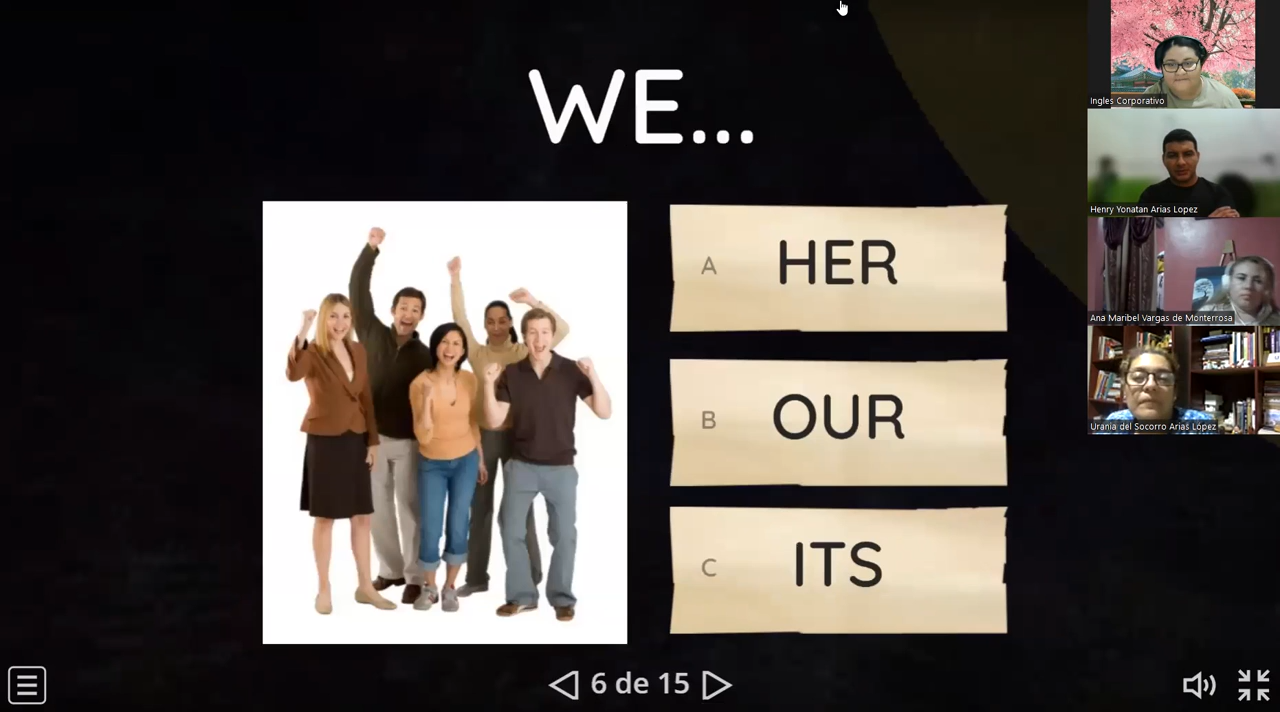 WE...
A HER
B OUR
C ITS
6 de 15
Ingles Corporativo
Henry Yonatan Arias Lopez
Ana Maribel Vargas de Monterrosa
Urania del Socorro Arias López